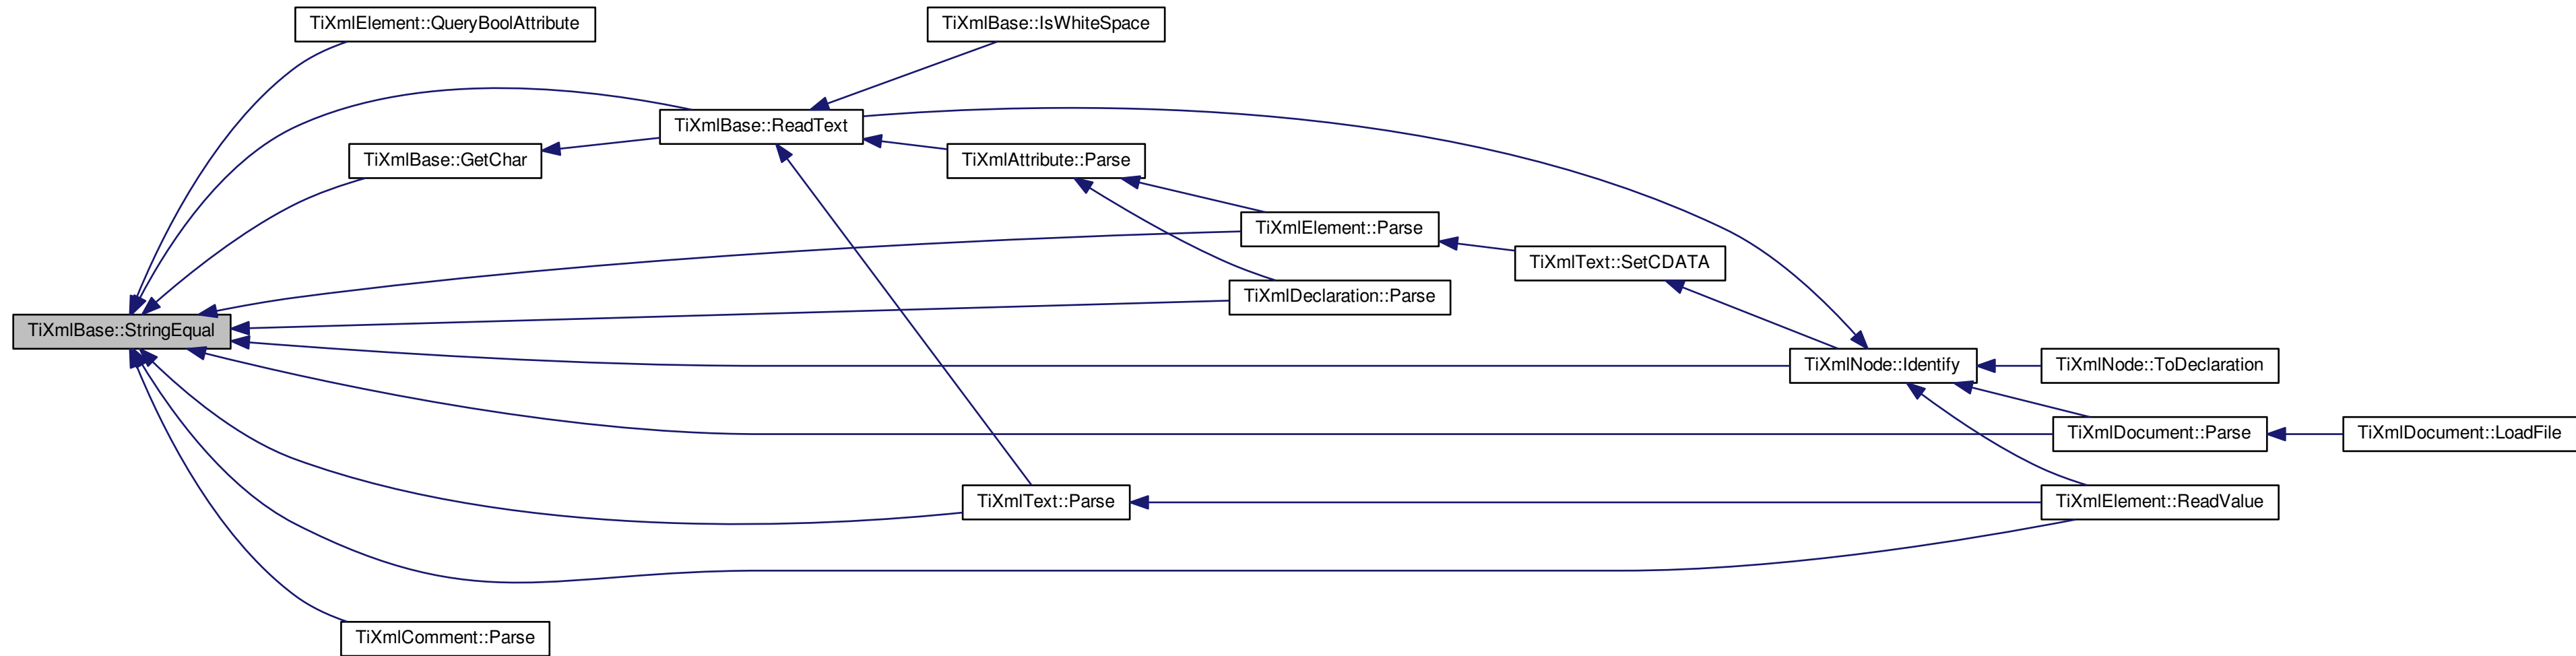 TiXmlElement::QueryBoolAttribute
TiXmlBase::IsWhiteSpace
TiXmlBase::ReadText
TiXmlBase::GetChar
TiXmlAttribute::Parse
TiXmlElement::Parse
TiXmlText::SetCDATA
TiXmlDeclaration::Parse
TiXmlBase::StringEqual
TiXmlNode::Identify
TiXmlNode::ToDeclaration
TiXmlDocument::Parse
TiXmlDocument::LoadFile
TiXmlText::Parse
TiXmlElement::ReadValue
TiXmlComment::Parse